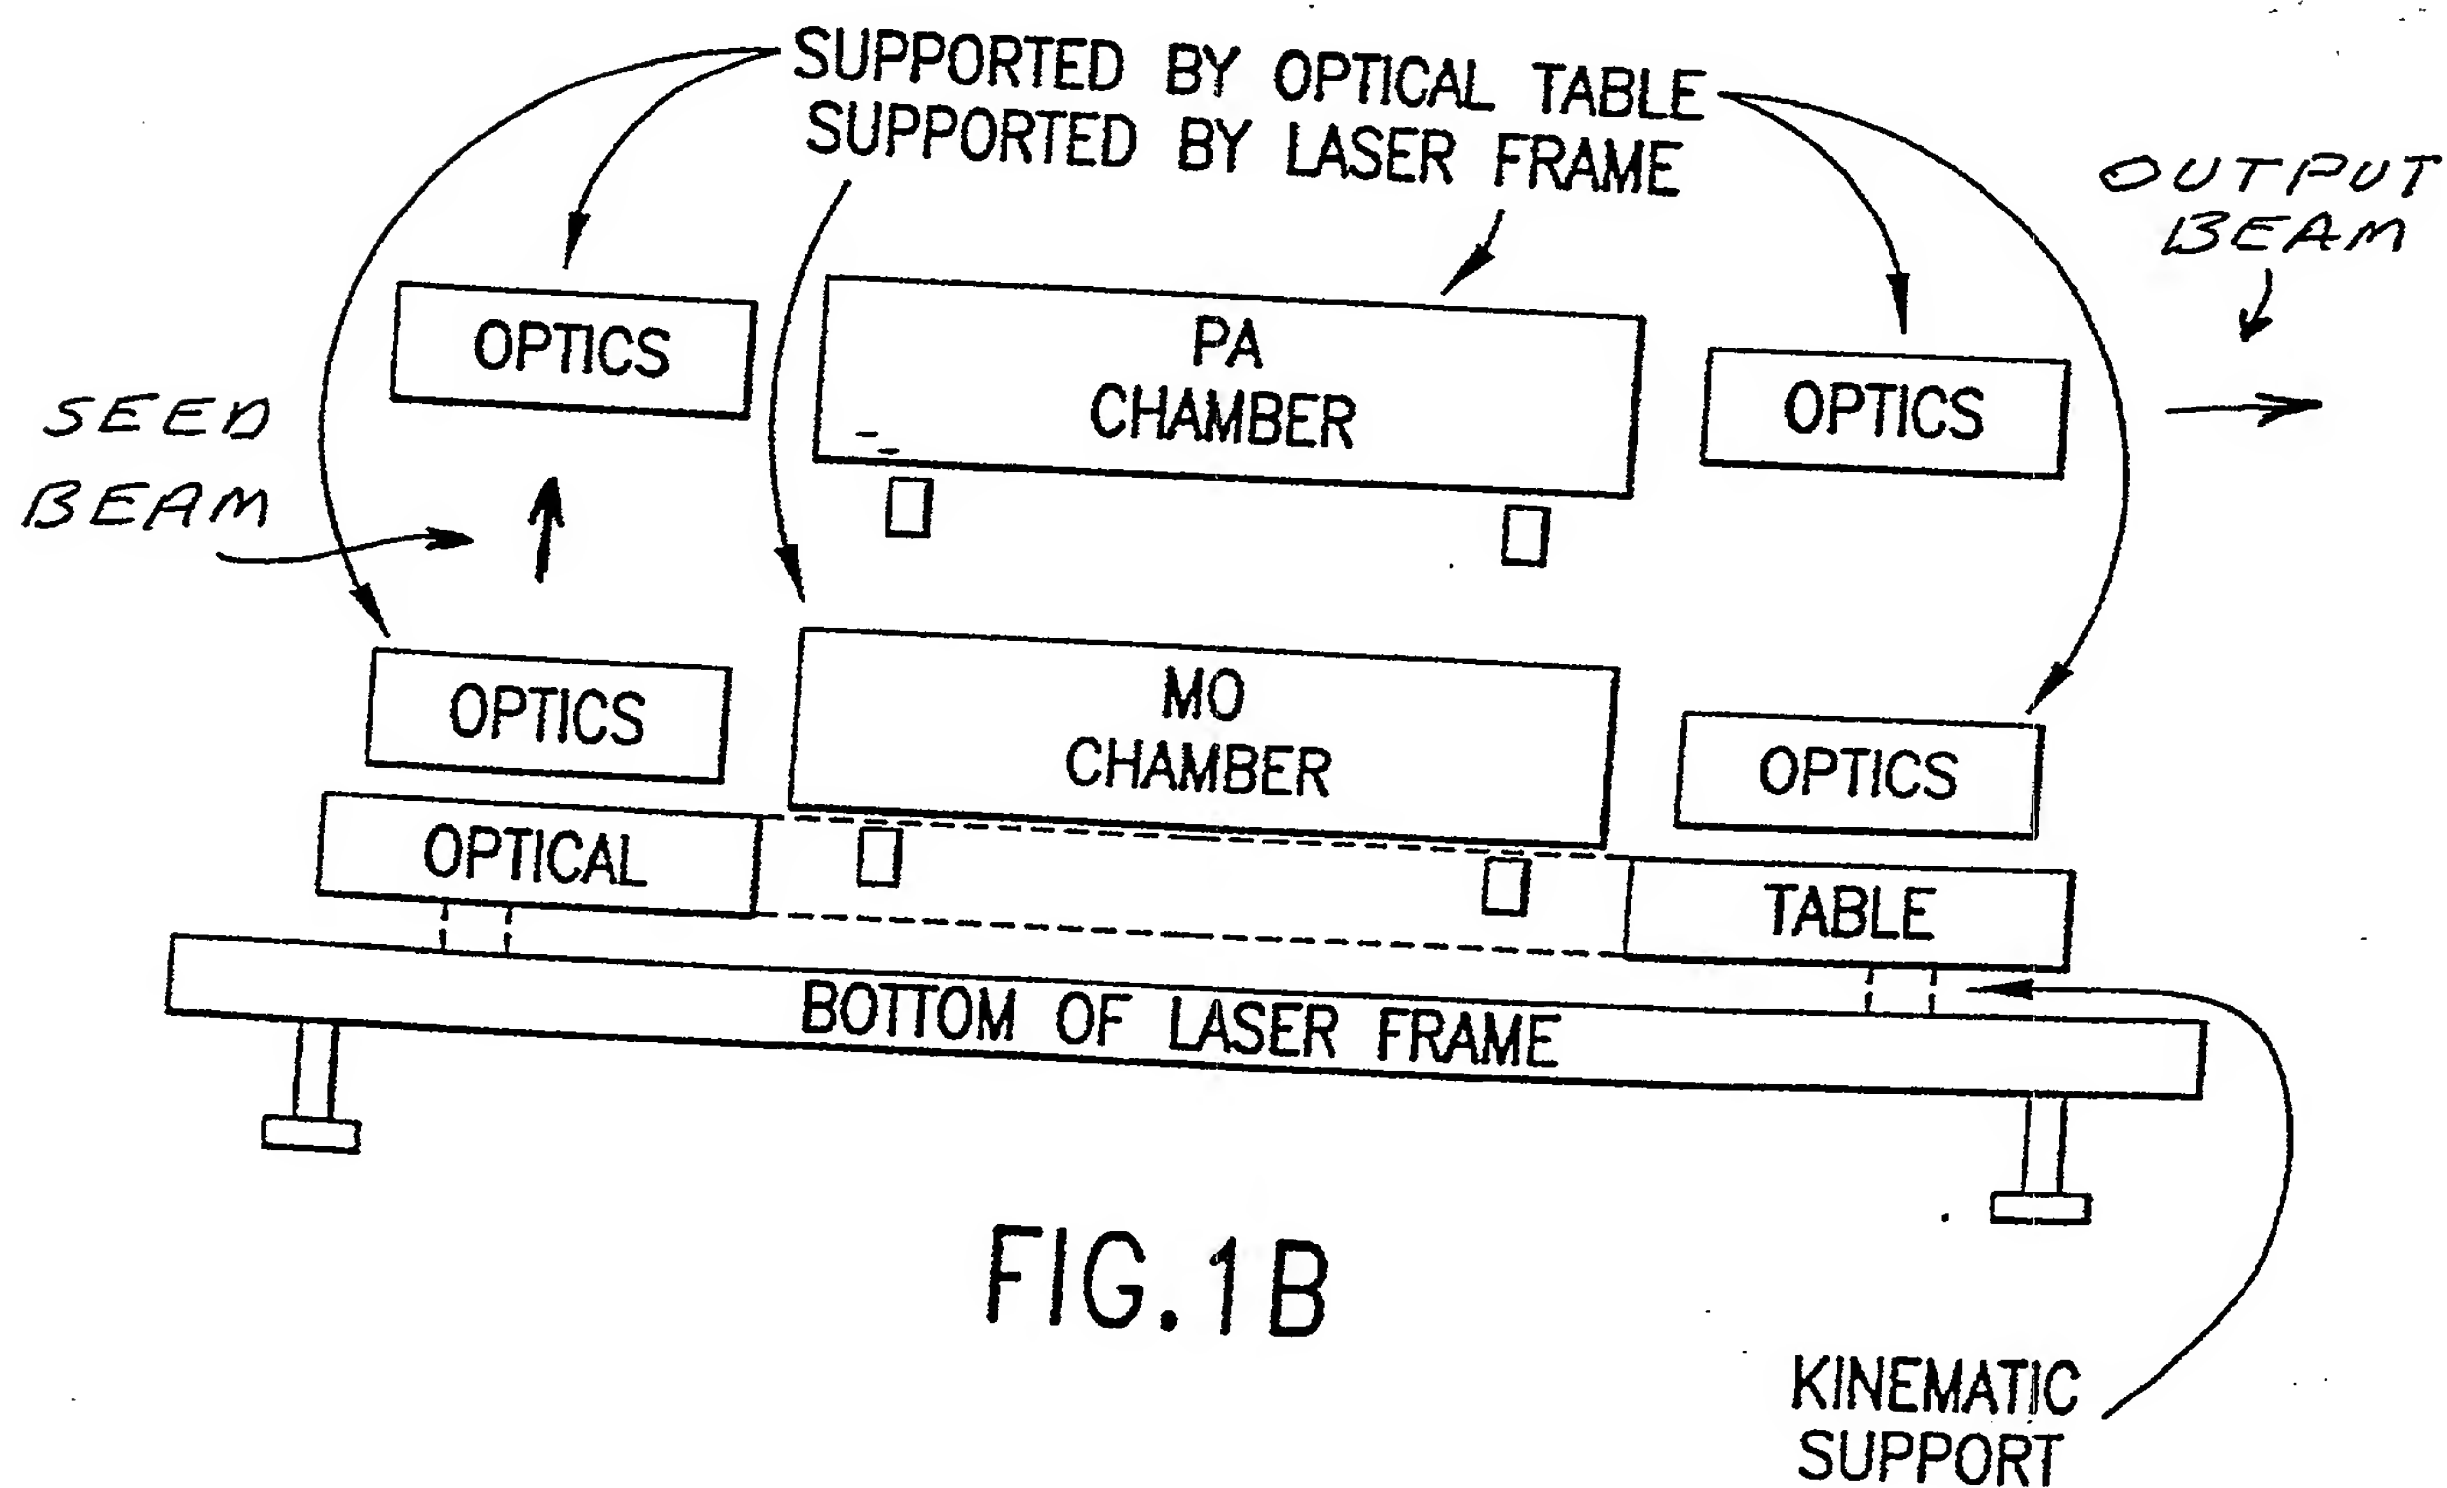 SUPPORTED BY OPTICAL TABLE
SUPPORTED BY LASER FRAME
OUTPUT
BEAM
OPTICS
PA
CHAMBER
OPTICS
SEED
BEAM
OPTICS
MO
CHAMBER
OPTICS
OPTICAL
TABLE
BOTTOM OF LASER FRAME
FIG.1B
KINEMATIC
SUPPORT